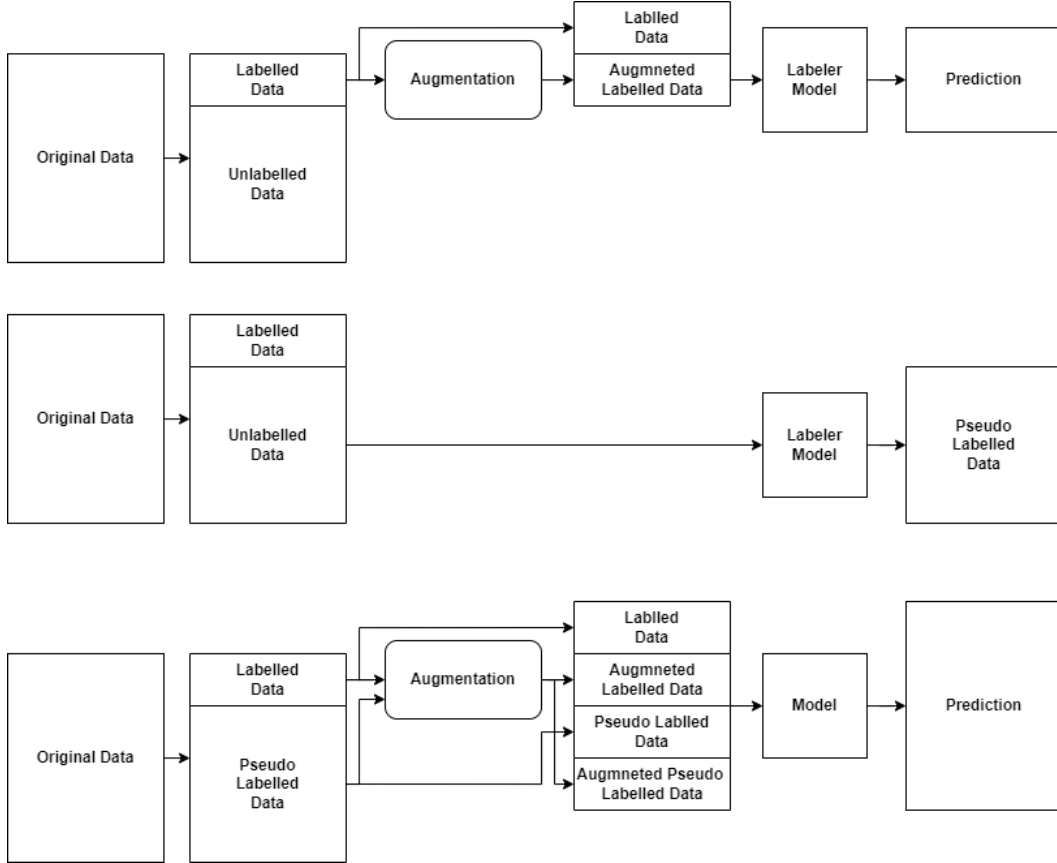 Original Data
Labelled
Data
Unlabelled
Data
Augmentation
Lablled
Data
Augmneted
Labelled Data
Labeler
Model
Prediction
Original Data
Labelled
Data
Unlabelled
Data
Labeler
Model
Pseudo
Labelled
Data
Original Data
Labelled
Data
Pseudo
Labelled
Data
Augmentation
Lablled
Data
Augmneted
Labelled Data
Pseudo Lablled
Data
Augmneted Pseudo
Labelled Data
Model
Prediction